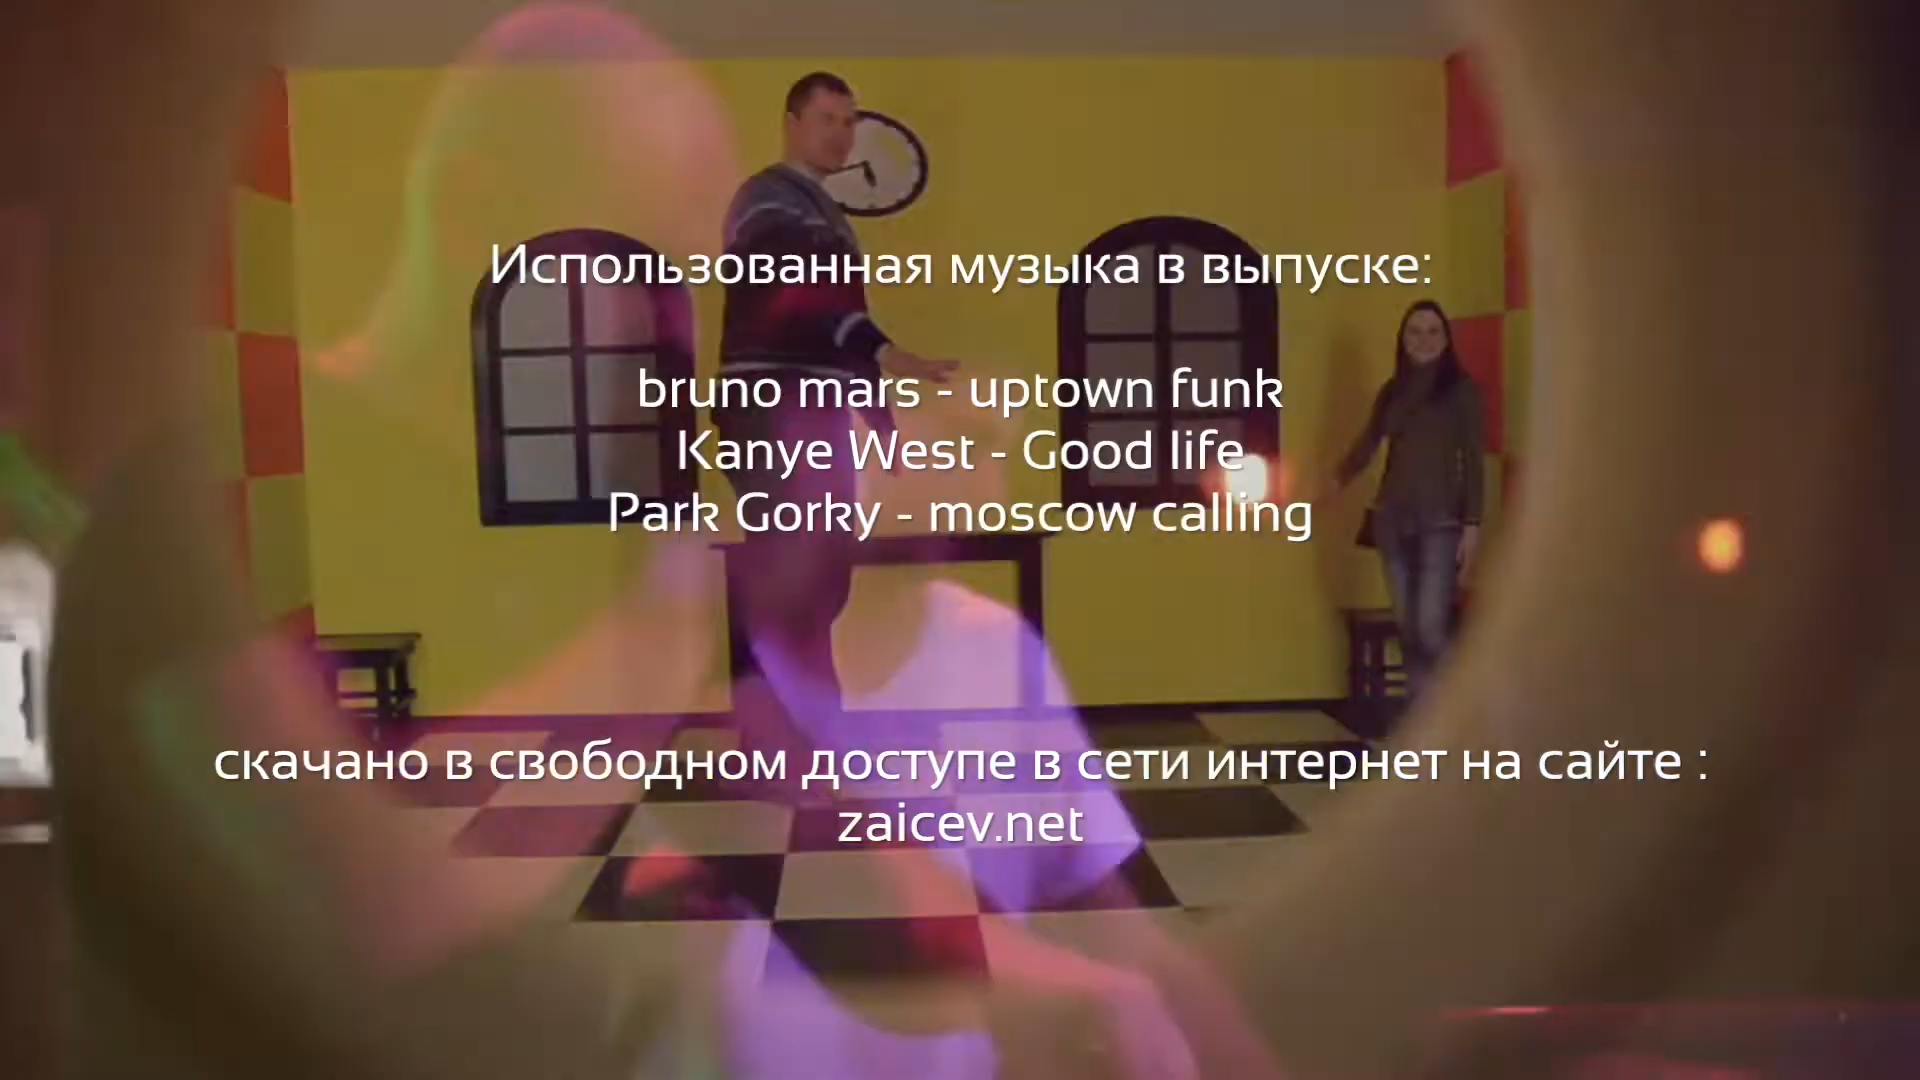 Использованная музыка в выпуске:
bruno mars - uptown funk
Kanye West - Good life
Park Gorky - moscow calling
скачано в свободном доступе в сети интернет на сайте :
zaicev.net